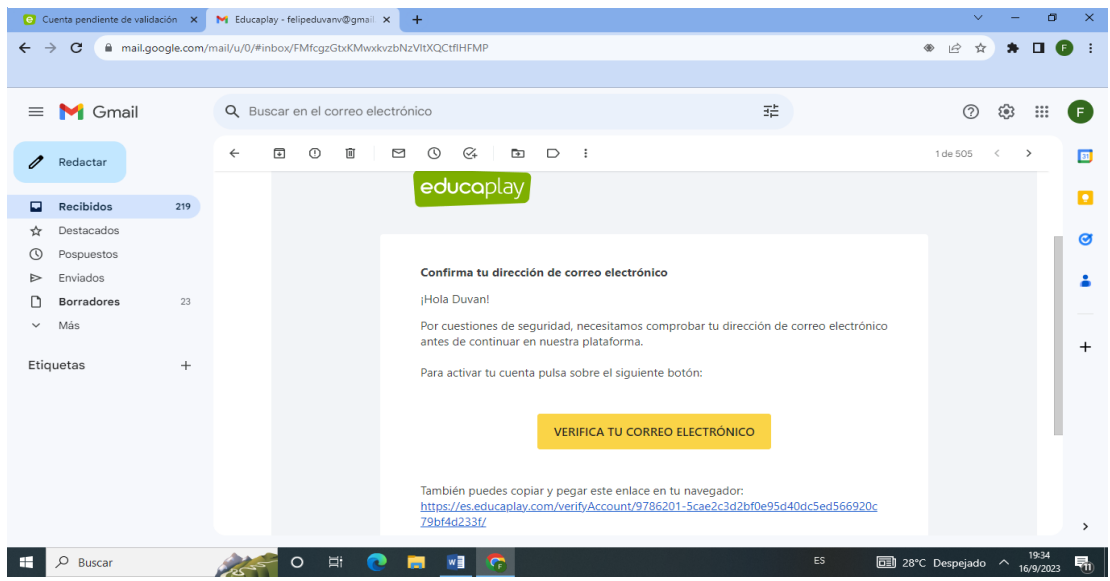 Cuenta pendiente de validación
Educaplay - felipeduvanv@gmail.
mail.google.com/mail/u/0/#inbox/FMfcgzGtxKMwxkvzbNzVltXQCtflHFMP
F
Gmail
Buscar en el correo electrónico
F
Redactar
1 de 505
31
educaplay
Recibidos 219
Destacados
Pospuestos
Enviados
Borradores 23
Más
Etiquetas
Confirma tu dirección de correo electrónico
¡Hola Duvan!
Por cuestiones de seguridad, necesitamos comprobar tu dirección de correo electrónico
antes de continuar en nuestra plataforma.
Para activar tu cuenta pulsa sobre el siguiente botón:
VERIFICA TU CORREO ELECTRÓNICO
También puedes copiar y pegar este enlace en tu navegador:
https://es.educaplay.com/verifyAccount/9786201-5cae2c3d2bf0e95d40dc5ed566920c
79bf4d233f/
Buscar
ES
28°C Despejado
19:34
16/9/2023